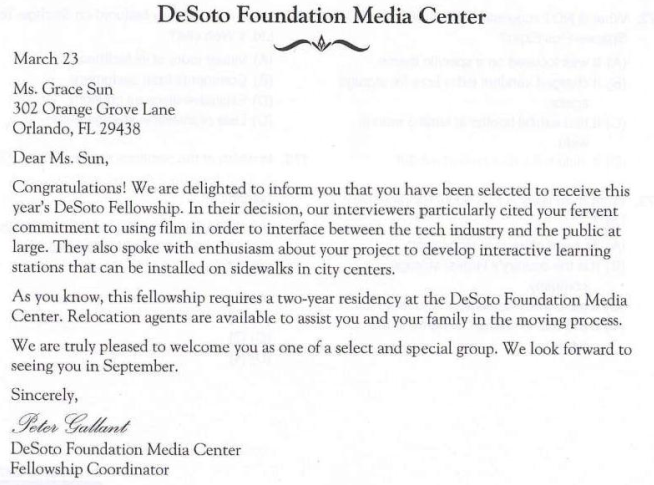 DeSoto Foundation Media Center
March 23
Ms. Grace Sun
302 Orange Grove Lane
Orlando, FL 29438
Dear Ms. Sun,
Congratulations! We are delighted to inform you that you have been selected to receive this
year's DeSoto Fellowship. In their decision, our interviewers particularly cited your fervent
commitment to using film in order to interface between the tech industry and the public at
large. They also spoke with enthusiasm about your project to develop interactive learning
stations that can be installed on sidewalks in city centers.
As you know, this fellowship requires a two-year residency at the DeSoto Foundation Media
Center. Relocation agents are available to assist you and your family in the moving process.
We are truly pleased to welcome you as one of a select and special group. We look forward to
seeing you in September.
Sincerely,
Peter Gallant
DeSoto Foundation Media Center
Fellowship Coordinator